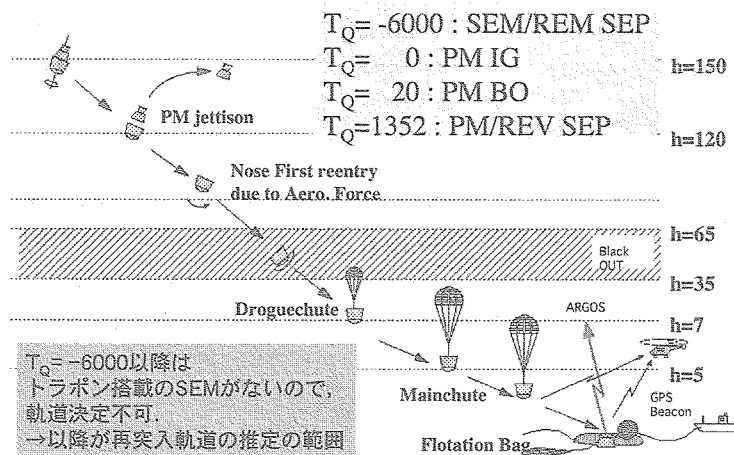 T_Q= -6000 : SEM/REM SEP
T_Q= 0 : PM IG
T_Q= 20 : PM BO
T_Q=1352 : PM/REV SEP
h=150
PM jettison
h=120
Nose First reentry
due to Aero. Force
h=65
Black
OUT
h=35
Droguechute
ARGOS
h=7
T_Q= -6000以降は
トラポン搭載のSEMがないので,
軌道決定不可.
→以降が再突入軌道の推定の範囲
Mainchute
h=5
GPS
Beacon
Flotation Bag